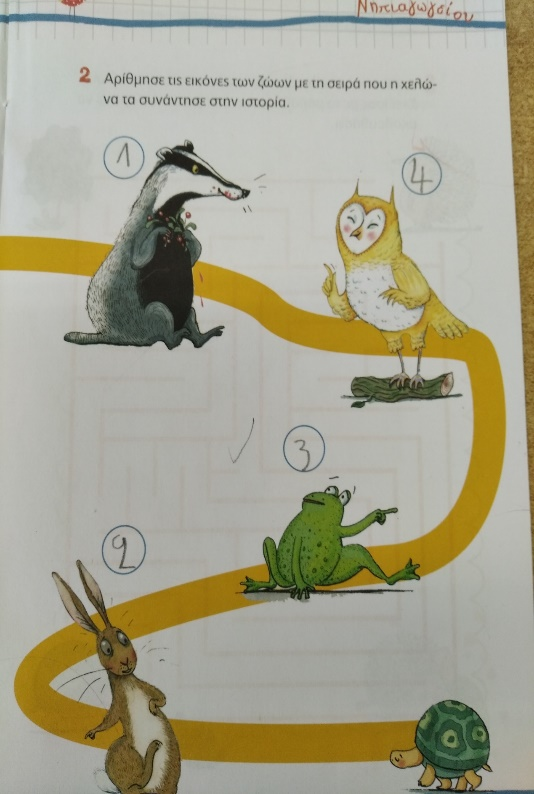 Νηπιαγωγείον
2 Αρίθμησε τις εικόνες των ζώων με τη σειρά που η χελώ-
να τα συνάντησε στην ιστορία.
1
4
3
2